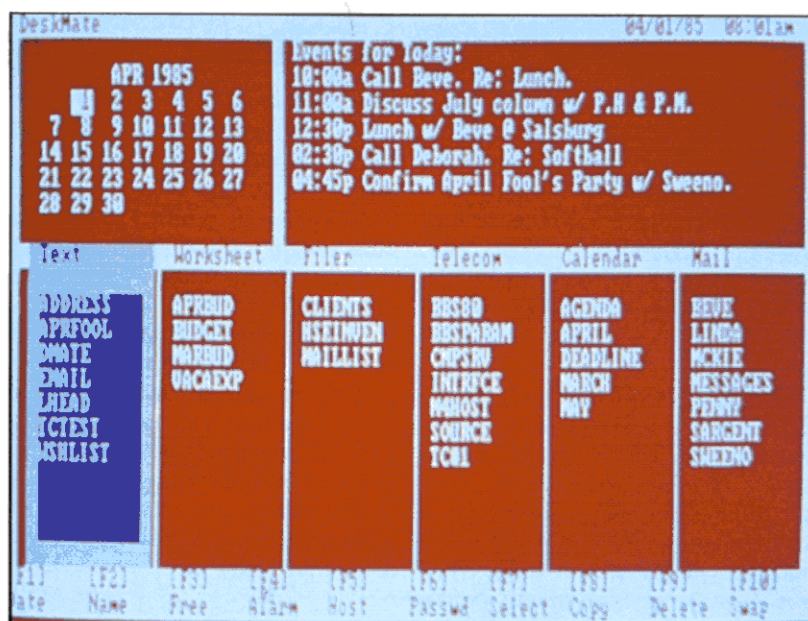 DeskMate 04/01/85 08:01am
APR 1985
1 2 3 4 5 6
7 8 9 10 11 12 13
14 15 16 17 18 19 20
21 22 23 24 25 26 27
28 29 30
Events for Today:
10:00a Call Beve. Re: Lunch.
11:00a Discuss July column w/ P.H & P.M.
12:30p Lunch w/ Beve @ Salsburg
02:30p Call Deborah. Re: Softball
04:45p Confirm April Fool's Party w/ Sweeno.
Text
ADDRESS
APRFOOL
DMATE
EMAIL
LHEAD
TCTEST
WSHLIST
Worksheet
APRBUD
BUDGET
MARBUD
VACAEXP
Filer
CLIENTS
HSEINVEN
MAILLIST
Telecom
BBS80
BBSPARAM
CMPSRV
INTRFCE
M4HOST
SOURCE
TC01
Calendar
AGENDA
APRIL
DEADLINE
MARCH
MAY
Mail
BEVE
LINDA
MCKIE
MESSAGES
PENNY
SARGENT
SWEENO
[F1] [F2] [F3] [F4] [F5] [F6] [F7] [F8] [F9] [F10]
Date Name Free Alarm Host Passwd Select Copy Delete Swap